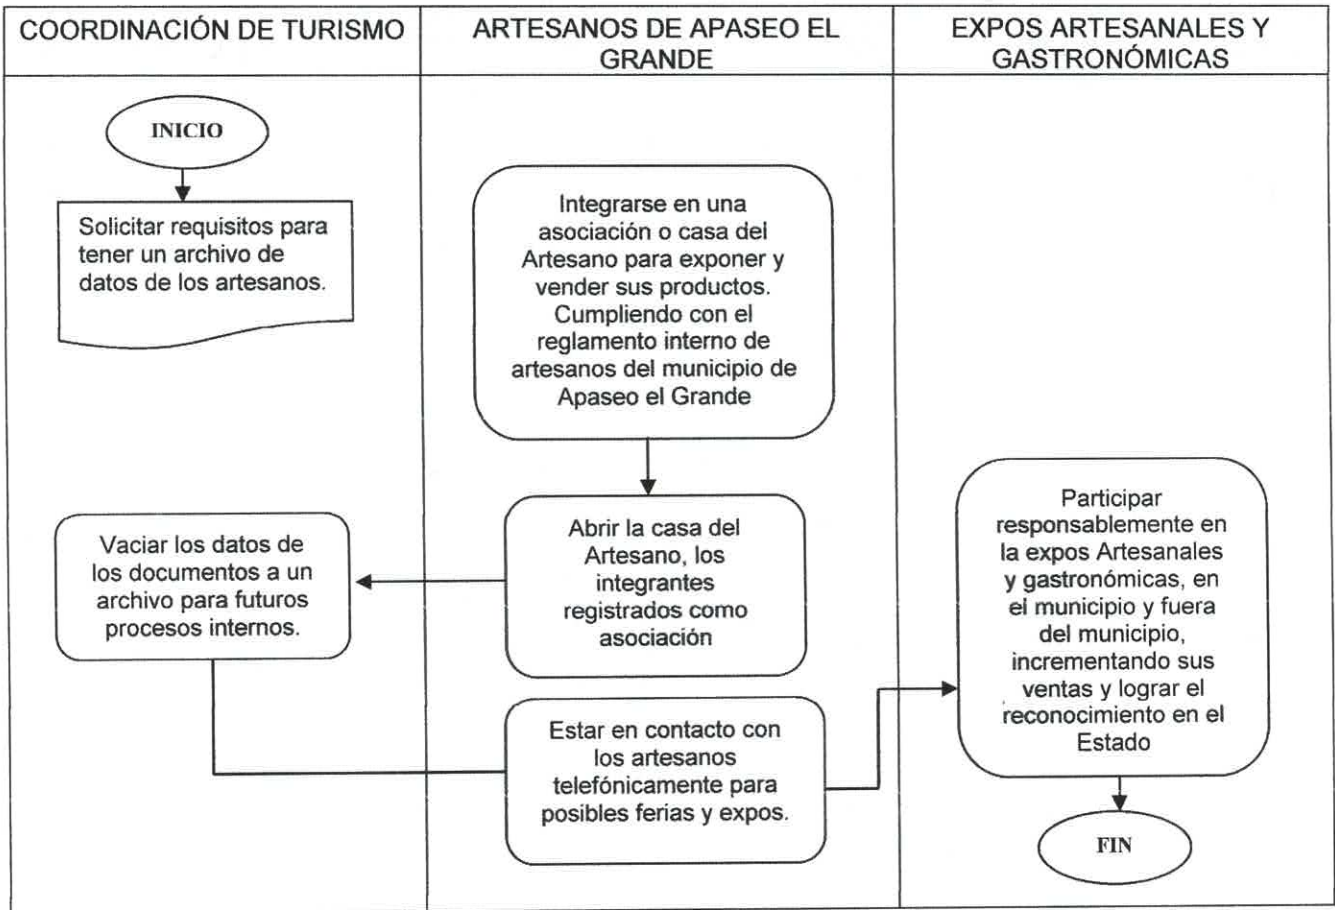 COORDINACIÓN DE TURISMO
ARTESANOS DE APASEO EL
GRANDE
EXPOS ARTESANALES Y
GASTRONÓMICAS
INICIO
Solicitar requisitos para
tener un archivo de
datos de los artesanos.
Integrarse en una
asociación o casa del
Artesano para exponer y
vender sus productos.
Cumpliendo con el
reglamento interno de
artesanos del municipio de
Apaseo el Grande
Abrir la casa del
Artesano, los
integrantes
registrados como
asociación
Vaciar los datos de
los documentos a un
archivo para futuros
procesos internos.
Estar en contacto con
los artesanos
telefónicamente para
posibles ferias y expos.
Participar
responsablemente en
la expos Artesanales
y gastronómicas, en
el municipio y fuera
del municipio,
incrementando sus
ventas y lograr el
reconocimiento en el
Estado
FIN